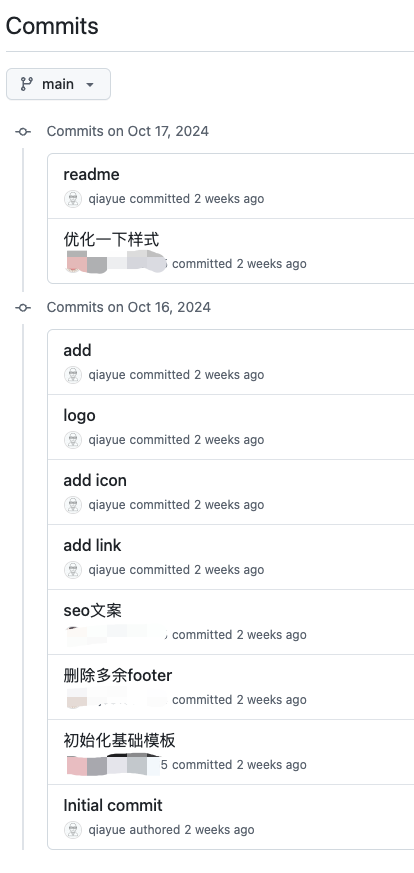 Commits
main
Commits on Oct 17, 2024
readme
qiayue committed 2 weeks ago
优化一下样式
committed 2 weeks ago
Commits on Oct 16, 2024
add
qiayue committed 2 weeks ago
logo
qiayue committed 2 weeks ago
add icon
qiayue committed 2 weeks ago
add link
qiayue committed 2 weeks ago
seo文案
committed 2 weeks ago
删除多余footer
committed 2 weeks ago
初始化基础模板
5 committed 2 weeks ago
Initial commit
qiayue authored 2 weeks ago